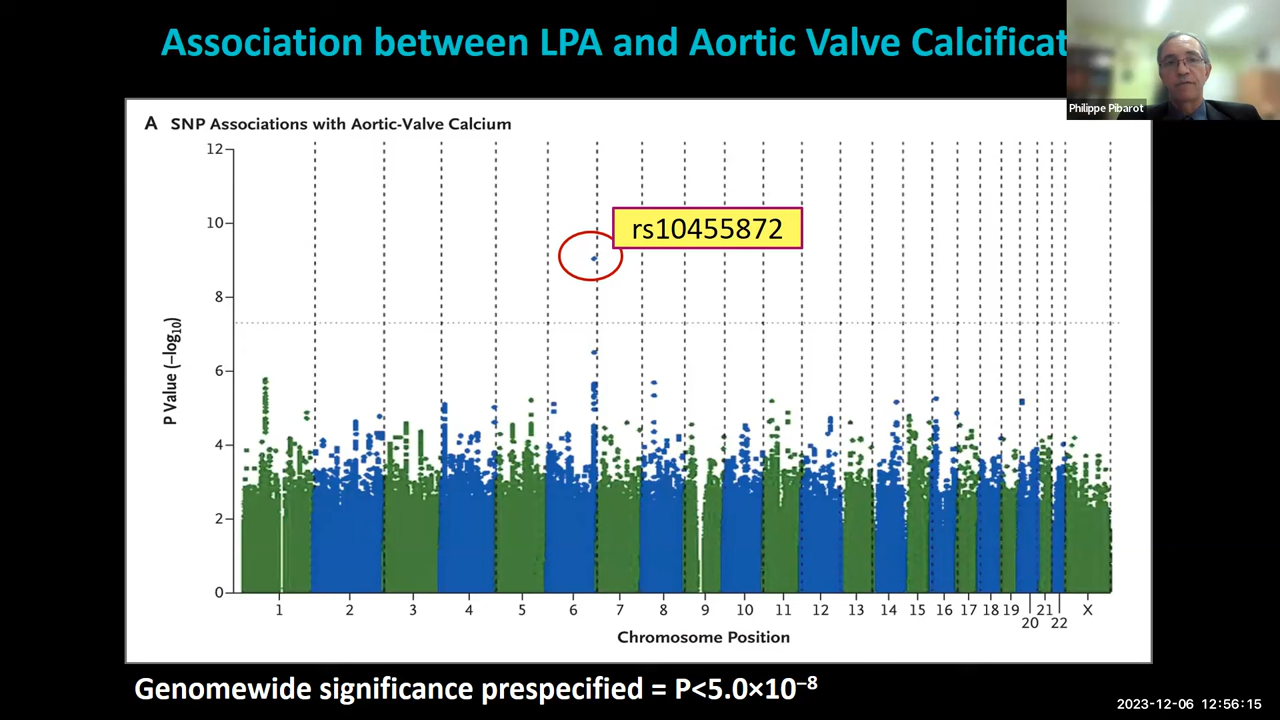 Association between LPA and Aortic Valve Calcificat
Philippe Pibarot
A SNP Associations with Aortic-Valve Calcium
12
10
8
6
4
2
0
P Value (–log10)
rs10455872
1 2 3 4 5 6 7 8 9 10 11 12 13 14 15 16 17 18 19 20 21 22 X
Chromosome Position
Genomewide significance prespecified = P<5.0×10⁻⁸
2023-12-06 12:56:15